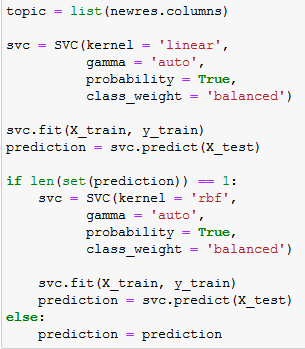 topic = list(newres.columns)

svc = SVC(kernel = 'linear',
          gamma = 'auto',
          probability = True,
          class_weight = 'balanced')

svc.fit(X_train, y_train)
prediction = svc.predict(X_test)

if len(set(prediction)) == 1:
    svc = SVC(kernel = 'rbf',
          gamma = 'auto',
          probability = True,
          class_weight = 'balanced')

    svc.fit(X_train, y_train)
    prediction = svc.predict(X_test)
else:
    prediction = prediction